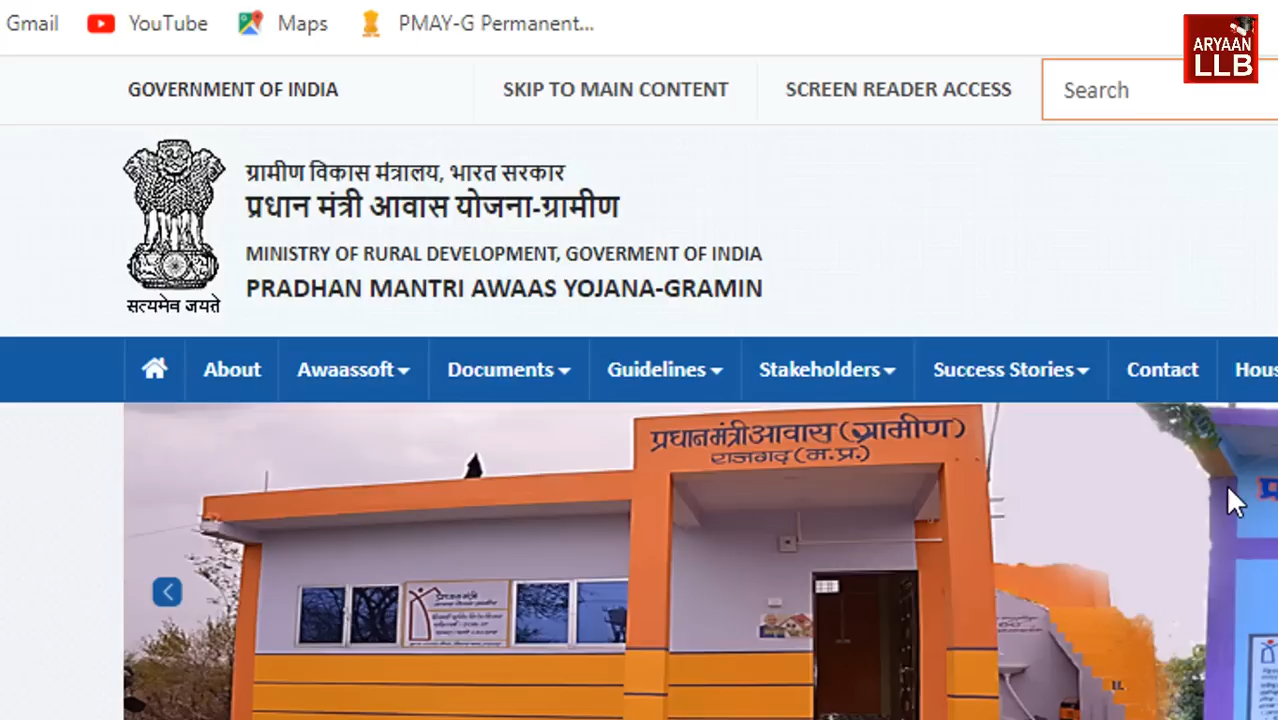 Gmail YouTube Maps PMAY-G Permanent...
ARYAAN
LLB
GOVERNMENT OF INDIA SKIP TO MAIN CONTENT SCREEN READER ACCESS Search
ग्रामीण विकास मंत्रालय, भारत सरकार
प्रधान मंत्री आवास योजना-ग्रामीण
MINISTRY OF RURAL DEVELOPMENT, GOVERMENT OF INDIA
PRADHAN MANTRI AWAAS YOJANA-GRAMIN
सत्यमेव जयते
About Awaassoft Documents Guidelines Stakeholders Success Stories Contact Hous
प्रधान मंत्री आवास (ग्रामीण)
राजगढ़ (म.प्र.)